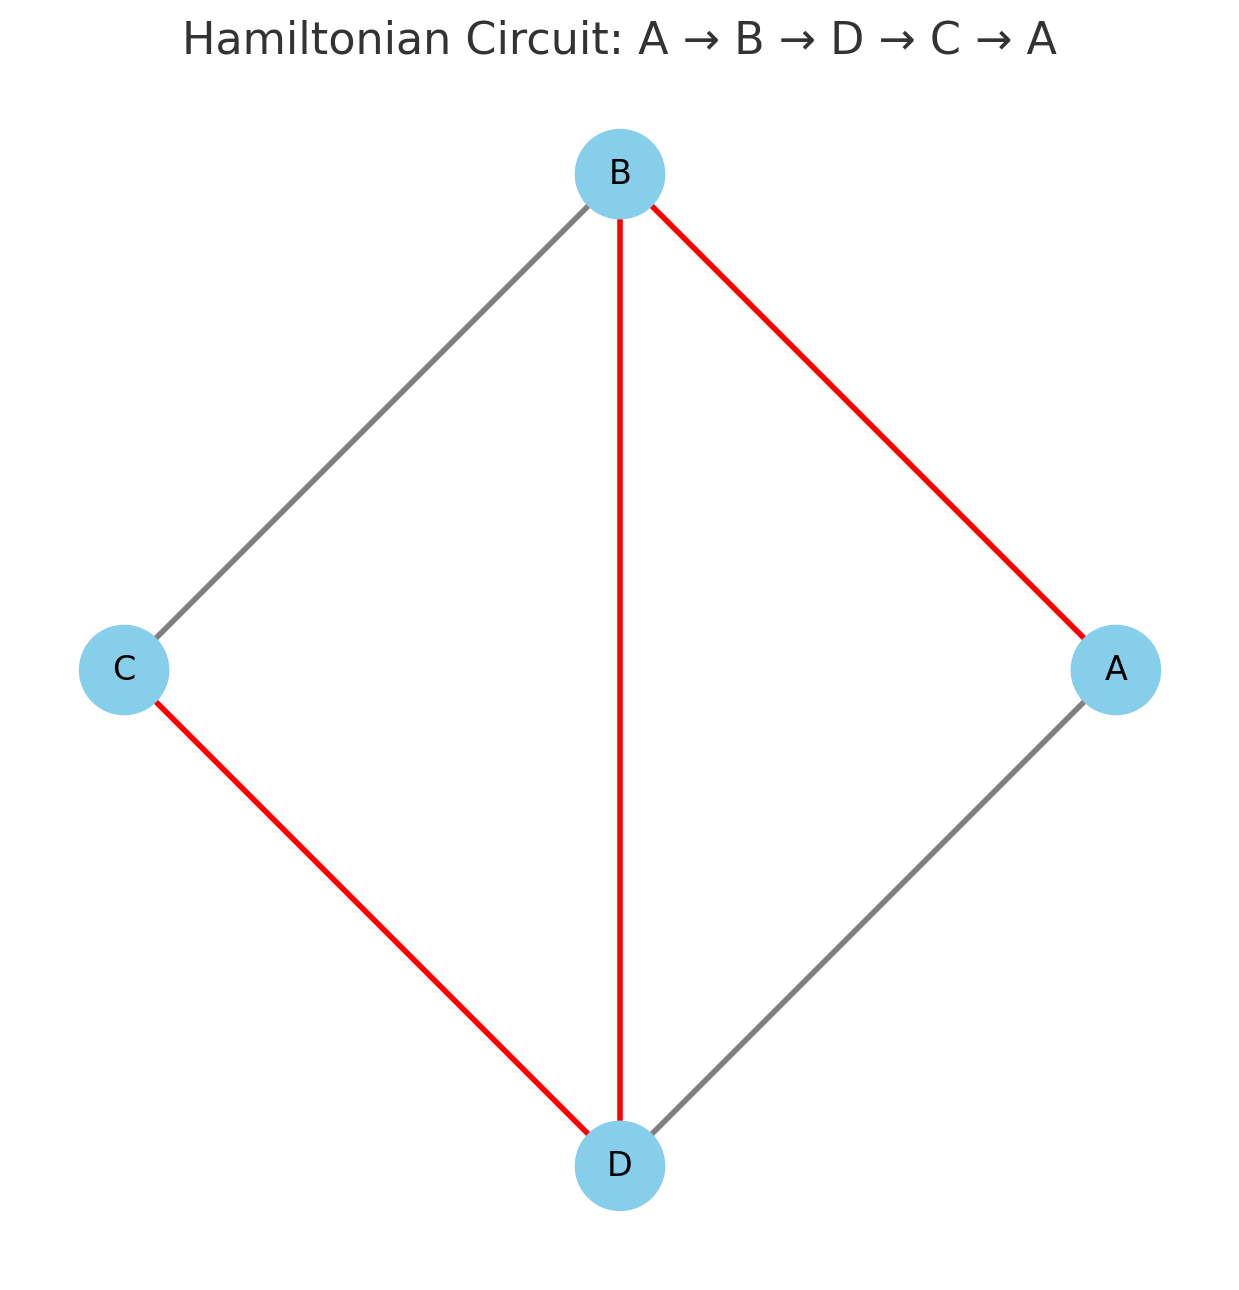 Hamiltonian Circuit: A → B → D → C → A
B
C
A
D